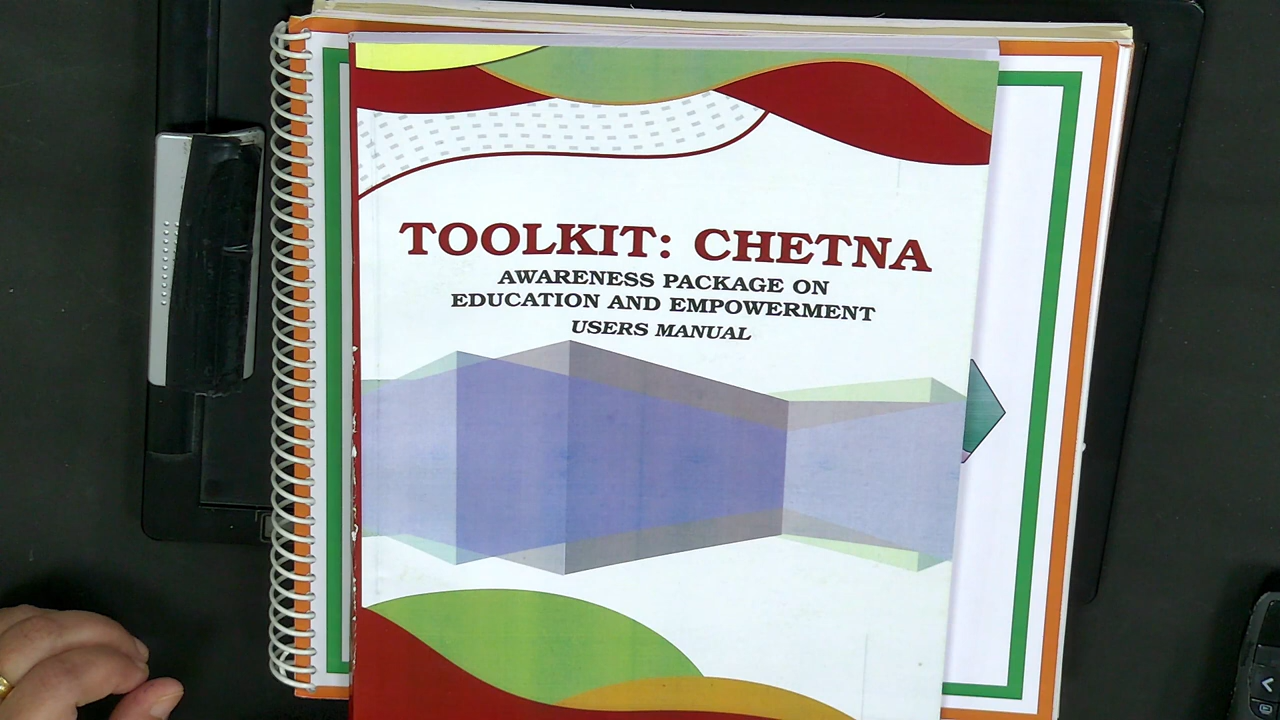 TOOLKIT: CHETNA
AWARENESS PACKAGE ON
EDUCATION AND EMPOWERMENT
USERS MANUAL